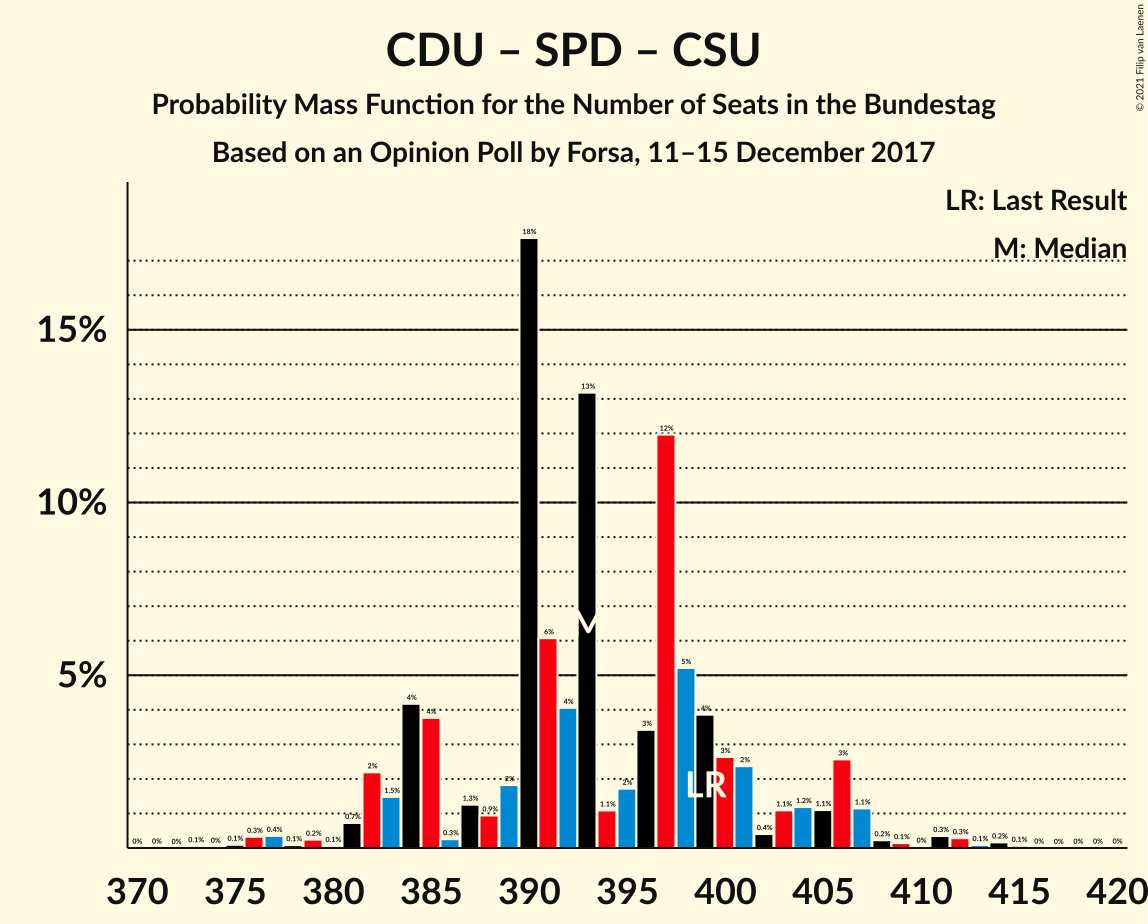 CDU – SPD – CSU
Probability Mass Function for the Number of Seats in the Bundestag
Based on an Opinion Poll by Forsa, 11–15 December 2017
© 2021 Filip van Laenen
LR: Last Result
M: Median
15%
10%
5%
0% 0% 0% 0.1% 0% 0.1% 0.3% 0.4% 0.1% 0.2% 0.1% 0.7% 2% 1.5% 4% 4% 0.3% 1.3% 0.9% 2% 18% 6% 4% 13% 1.1% 2% 3% 12% 5% 4% 3% 2% 0.4% 1.1% 1.2% 1.1% 3% 1.1% 0.2% 0.1% 0% 0.3% 0.3% 0.1% 0.2% 0.1% 0% 0% 0% 0% 0%
M
LR
370 375 380 385 390 395 400 405 410 415 420